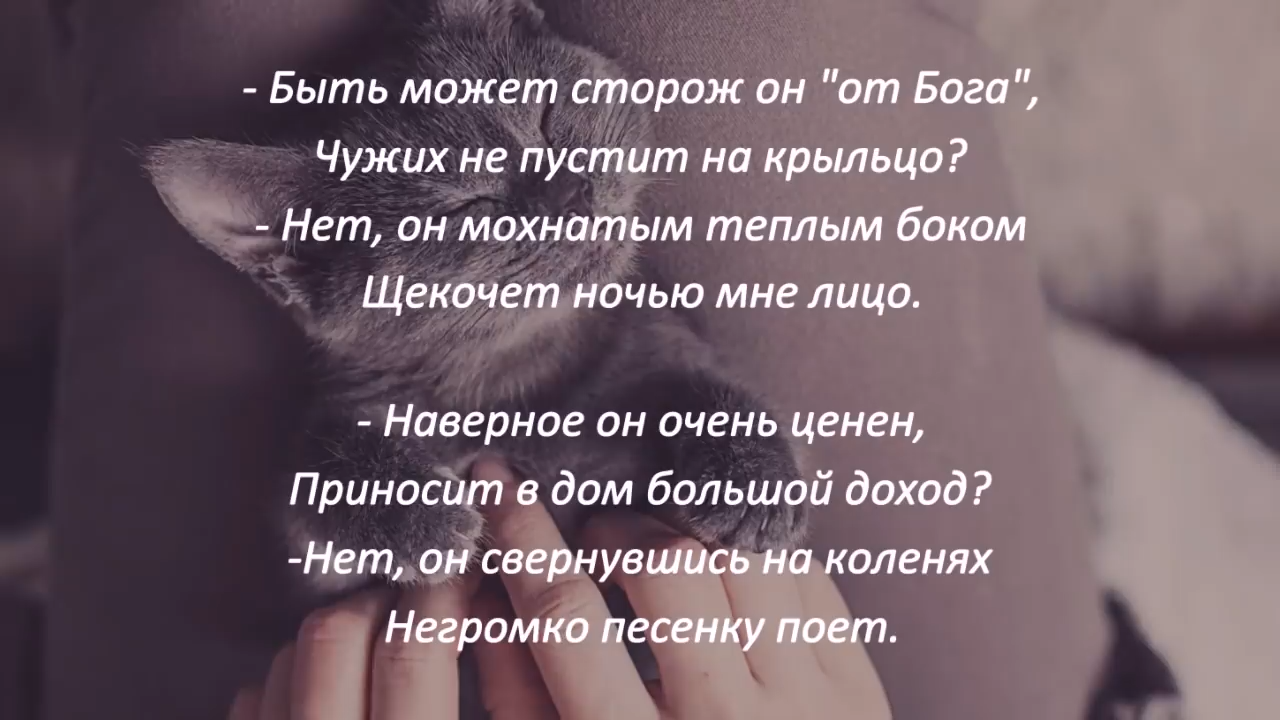 - Быть может сторож он "от Бога",
Чужих не пустит на крыльцо?
- Нет, он мохнатым теплым боком
Щекочет ночью мне лицо.
- Наверное он очень ценен,
Приносит в дом большой доход?
-Нет, он свернувшись на коленях
Негромко песенку поет.